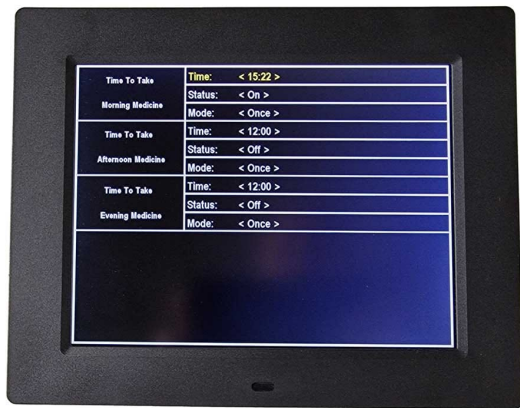 Time To Take
Morning Medicine
Time: < 15:22 >
Status: < On >
Mode: < Once >
Time To Take
Afternoon Medicine
Time: < 12:00 >
Status: < Off >
Mode: < Once >
Time To Take
Evening Medicine
Time: < 12:00 >
Status: < Off >
Mode: < Once >